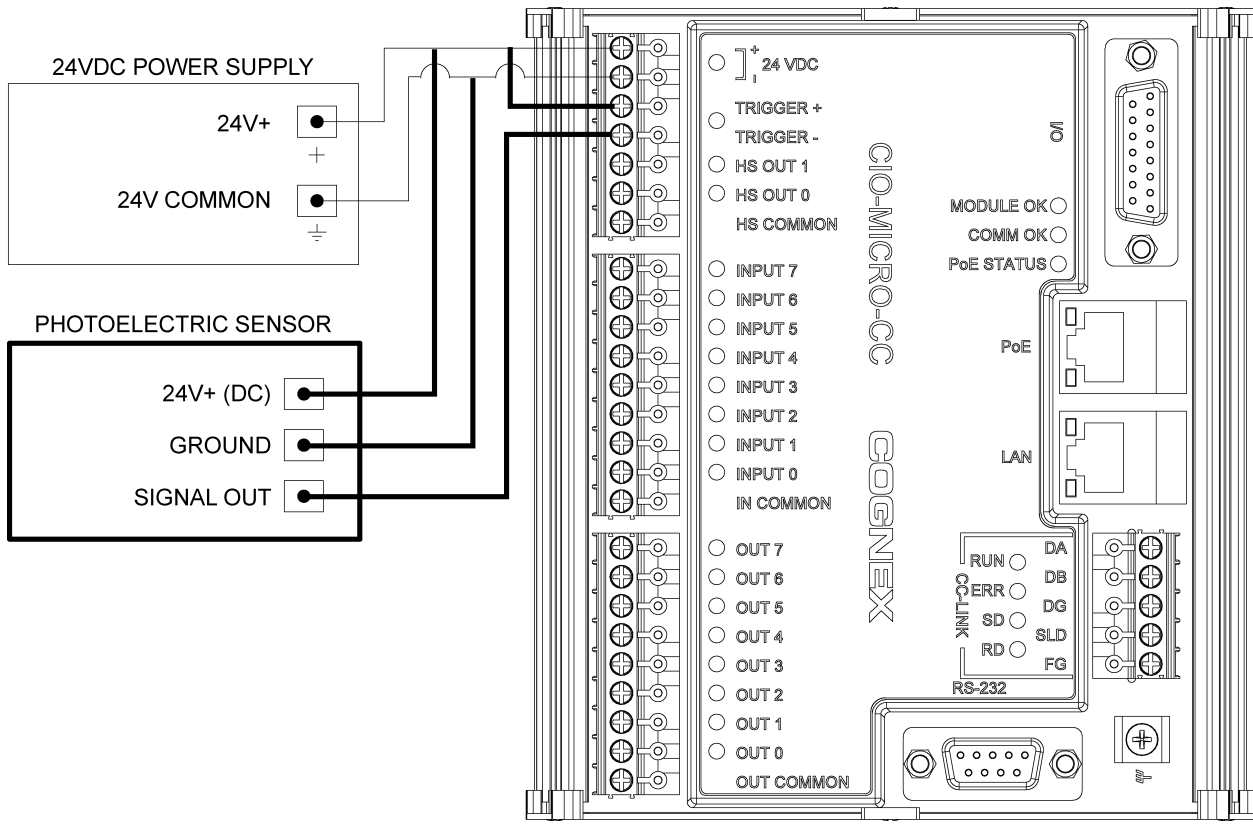 24VDC POWER SUPPLY
24V+
+
24V COMMON
PHOTOELECTRIC SENSOR
24V+ (DC)
GROUND
SIGNAL OUT
+
- 24 VDC
TRIGGER +
TRIGGER -
HS OUT 1
HS OUT 0
HS COMMON
INPUT 7
INPUT 6
INPUT 5
INPUT 4
INPUT 3
INPUT 2
INPUT 1
INPUT 0
IN COMMON
OUT 7
OUT 6
OUT 5
OUT 4
OUT 3
OUT 2
OUT 1
OUT 0
OUT COMMON
CIO-MICRO-CC
COGNEX
I/O
MODULE OK
COMM OK
PoE STATUS
PoE
LAN
CC-LINK
RUN
ERR
SD
RD
DA
DB
DG
SLD
FG
RS-232